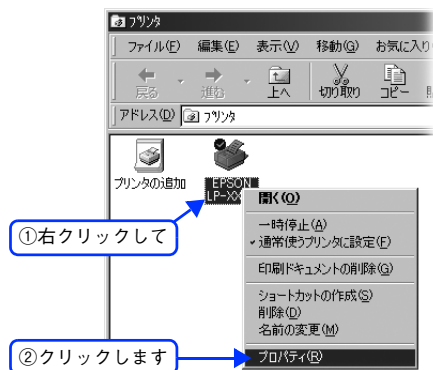 プリンタ
ファイル(F) 編集(E) 表示(V) 移動(G) お気に入り
戻る 進む 上へ 切り取り コピー
アドレス(D) プリンタ
プリンタの追加 EPSON
LP-XX
開く(O)
一時停止(A)
通常使うプリンタに設定(F)
印刷ドキュメントの削除(G)
①右クリックして
ショートカットの作成(S)
削除(D)
名前の変更(M)
②クリックします プロパティ(R)